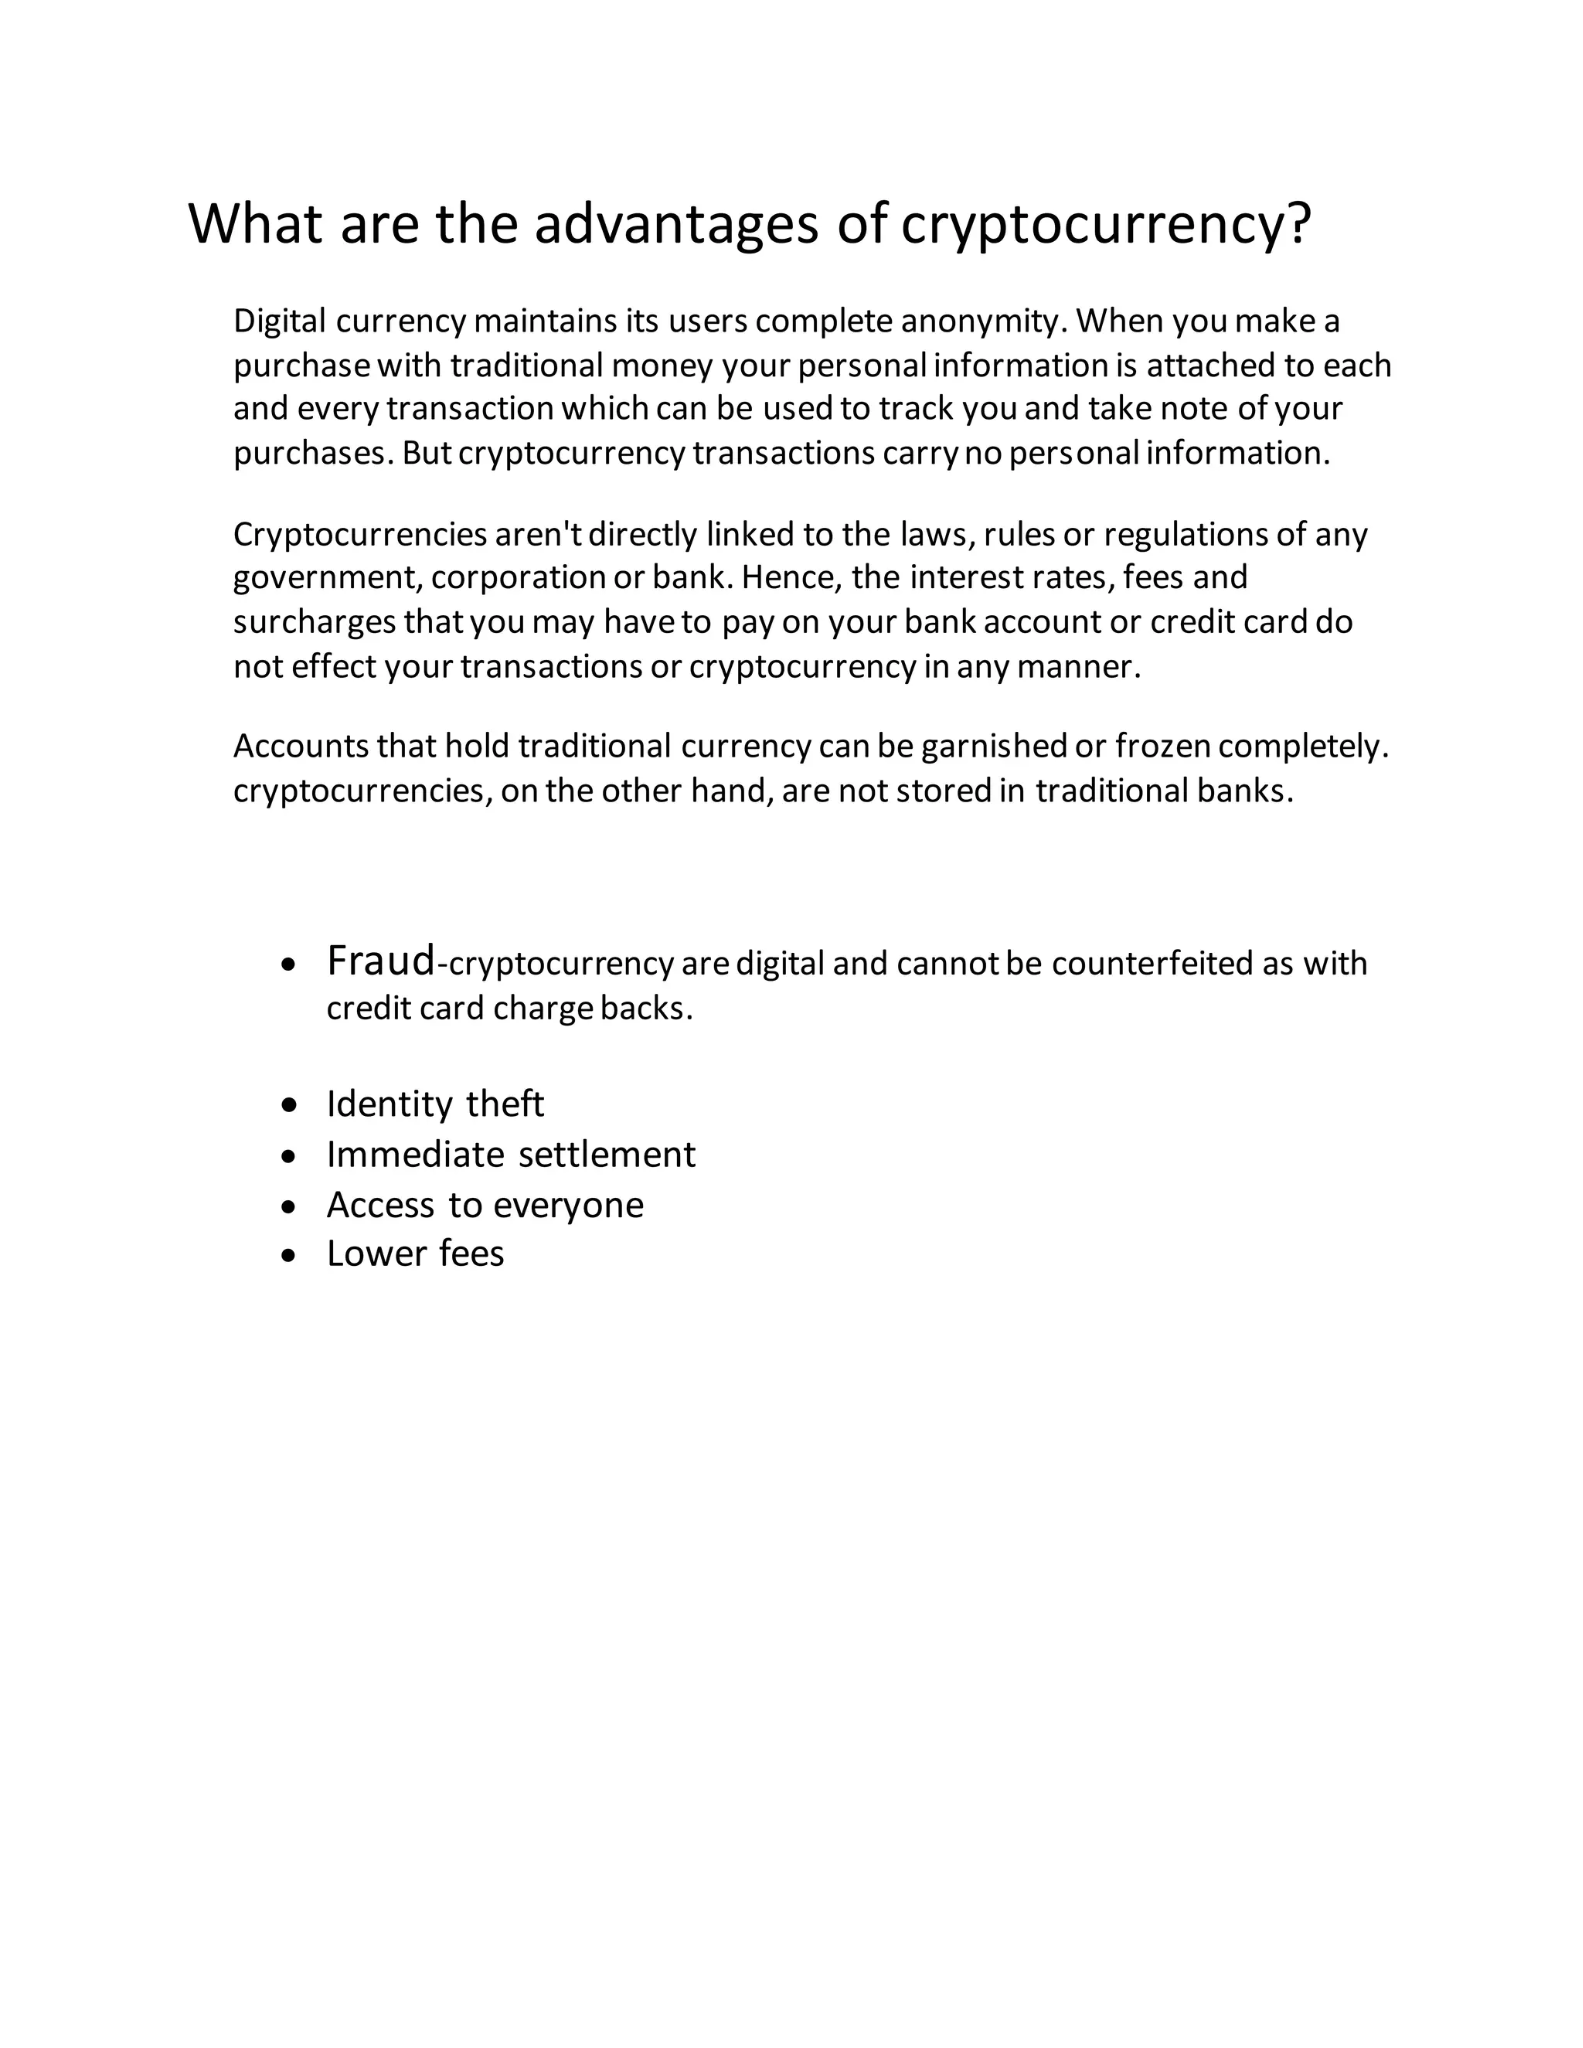 What are the advantages of cryptocurrency?
Digital currency maintains its users complete anonymity. When you make a
purchase with traditional money your personal information is attached to each
and every transaction which can be used to track you and take note of your
purchases. But cryptocurrency transactions carry no personal information.
Cryptocurrencies aren't directly linked to the laws, rules or regulations of any
government, corporation or bank. Hence, the interest rates, fees and
surcharges that you may have to pay on your bank account or credit card do
not effect your transactions or cryptocurrency in any manner.
Accounts that hold traditional currency can be garnished or frozen completely.
cryptocurrencies, on the other hand, are not stored in traditional banks.
• Fraud-cryptocurrency are digital and cannot be counterfeited as with
credit card charge backs.
• Identity theft
• Immediate settlement
• Access to everyone
• Lower fees